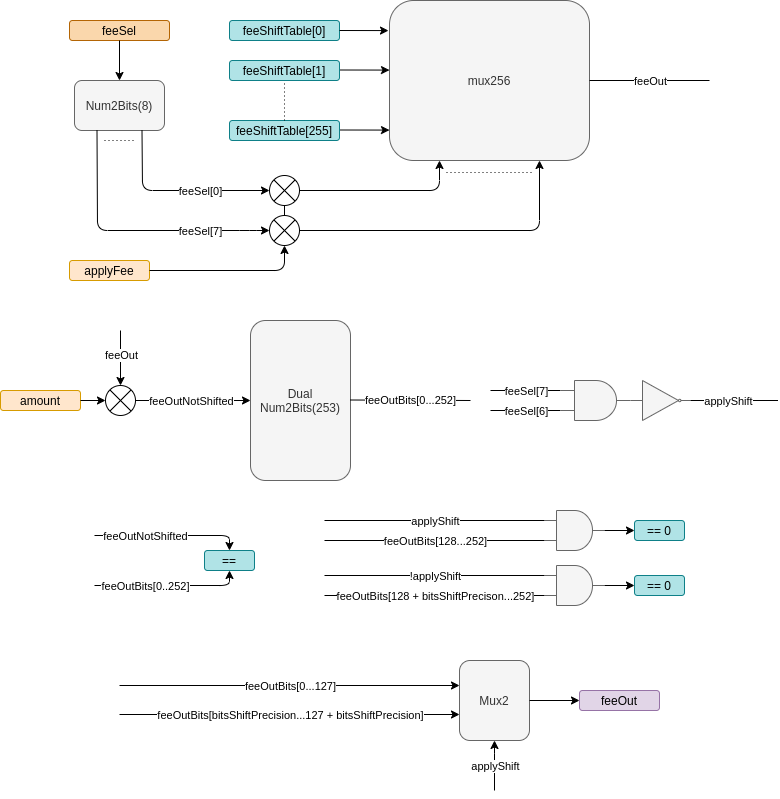 feeSel
feeShiftTable[0]
feeShiftTable[1]
feeShiftTable[255]
mux256
feeOut
Num2Bits(8)
feeSel[0]
feeSel[7]
applyFee
feeOut
amount
feeOutNotShifted
Dual
Num2Bits(253)
feeOutBits[0...252]
feeSel[7]
feeSel[6]
applyShift
feeOutNotShifted
==
feeOutBits[0..252]
applyShift
feeOutBits[128...252]
== 0
!applyShift
feeOutBits[128 + bitsShiftPrecison...252]
== 0
feeOutBits[0...127]
feeOutBits[bitsShiftPrecision...127 + bitsShiftPrecision]
Mux2
feeOut
applyShift